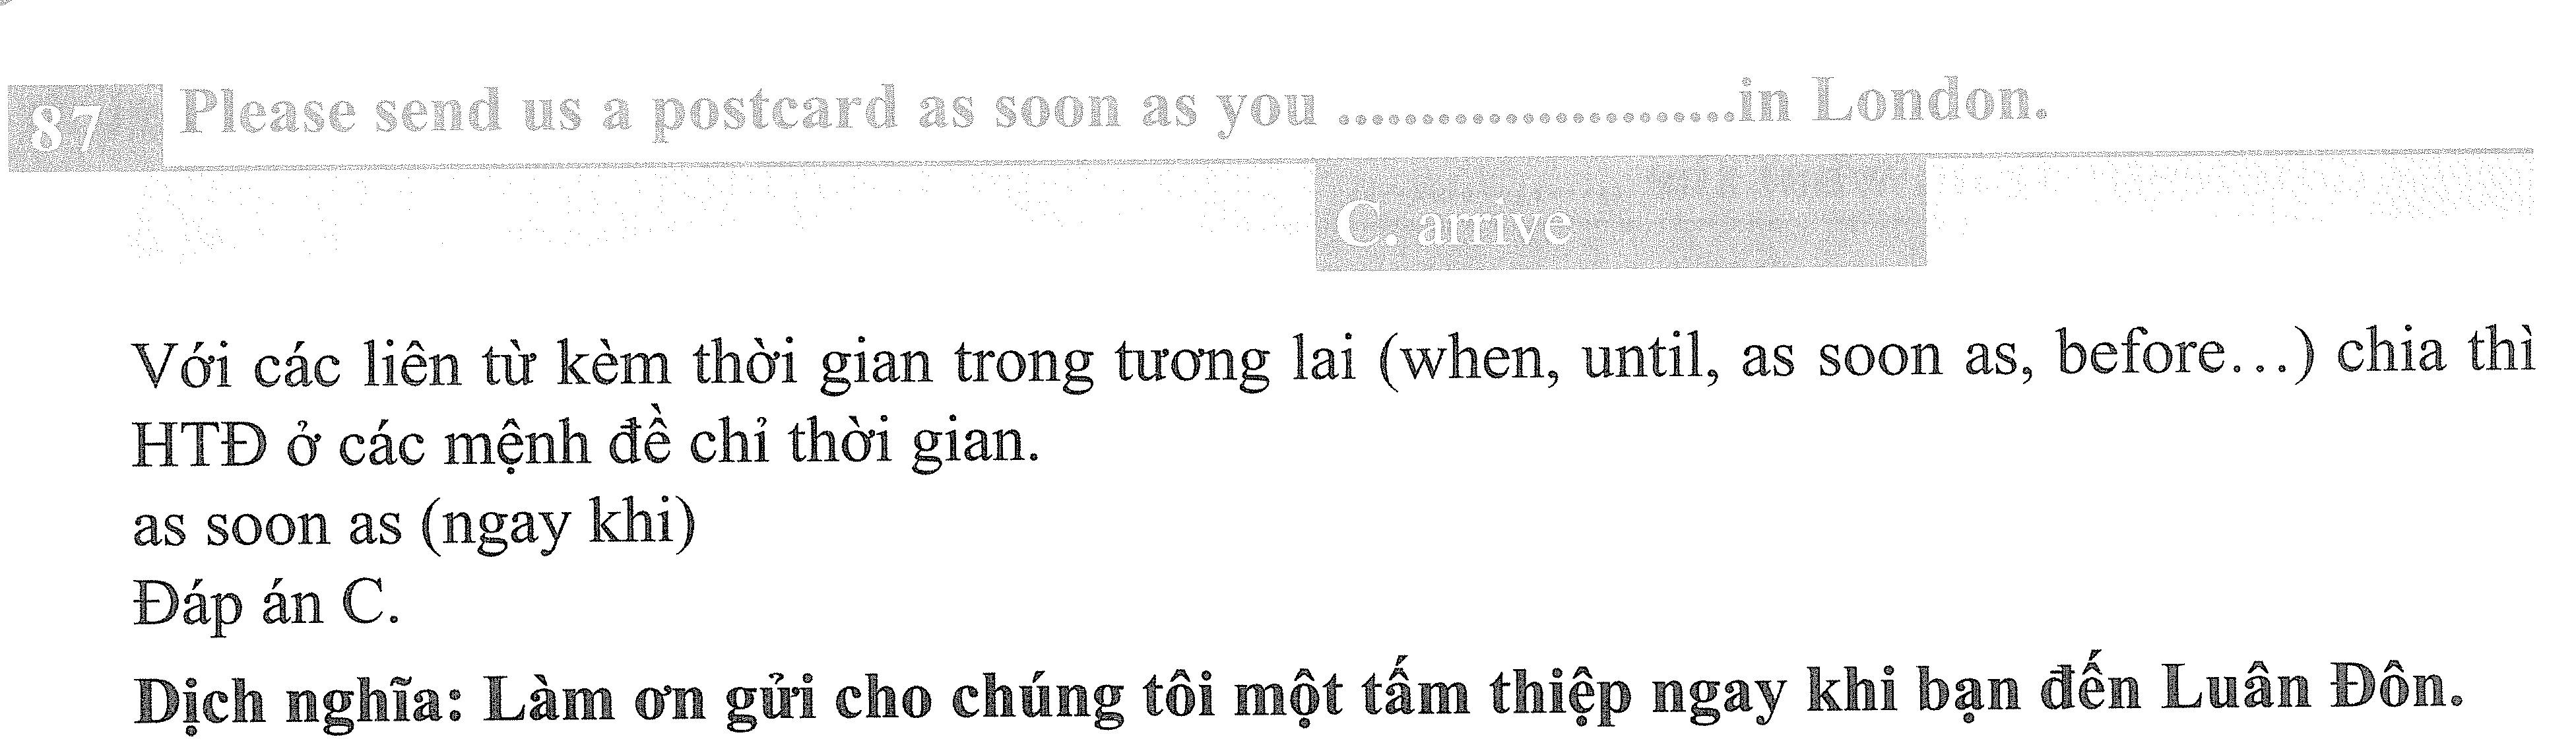 87 Please send us a postcard as soon as you ........................in London.
C. arrive
Với các liên từ kèm thời gian trong tương lai (when, until, as soon as, before…) chia thì
HTĐ ở các mệnh đề chỉ thời gian.
as soon as (ngay khi)
Đáp án C.
Dịch nghĩa: Làm ơn gửi cho chúng tôi một tấm thiệp ngay khi bạn đến Luân Đôn.